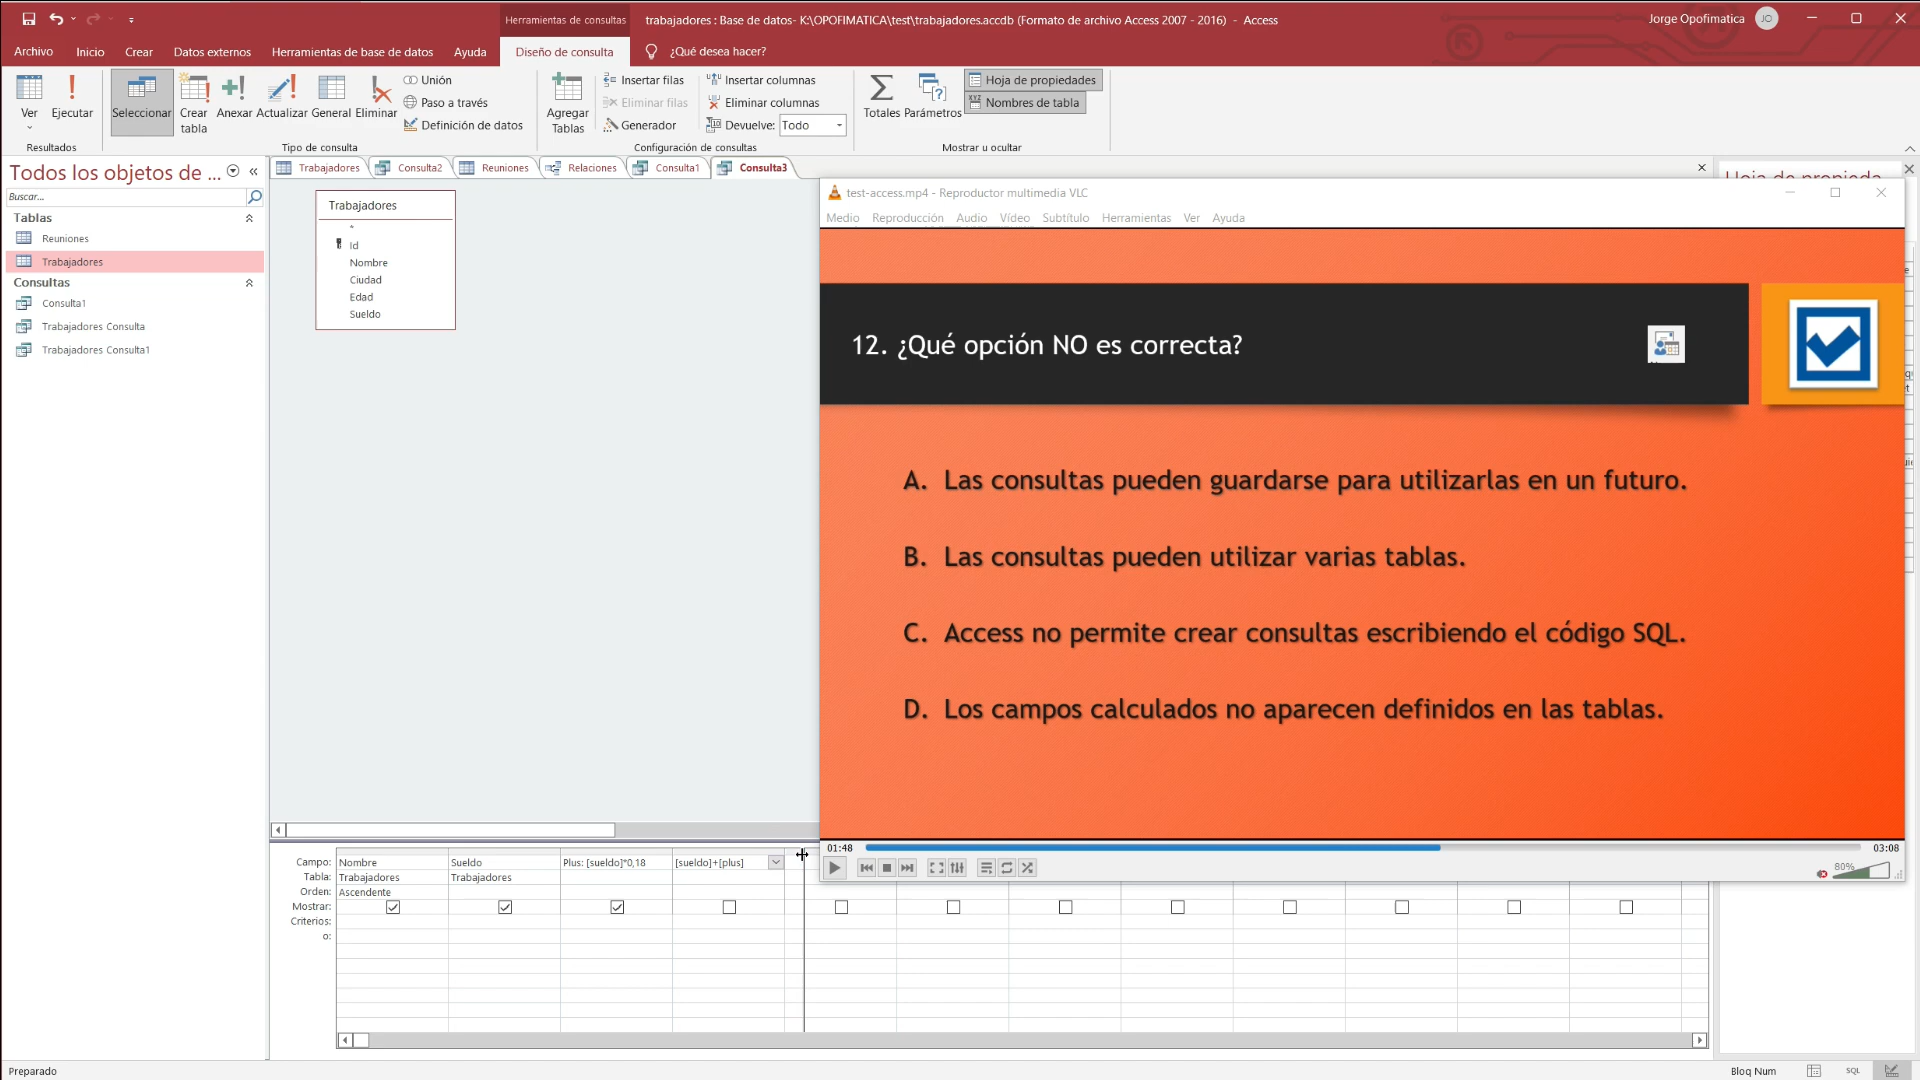 Herramientas de consultas
trabajadores : Base de datos- K:\OPOFIMATICA\test\trabajadores.accdb (Formato de archivo Access 2007 - 2016)  -  Access
Jorge Opofimatica
JO
Archivo
Inicio
Crear
Datos externos
Herramientas de base de datos
Ayuda
Diseño de consulta
¿Qué desea hacer?
Ver
Ejecutar
Resultados
Seleccionar
Crear tabla
Anexar
Actualizar
General
Eliminar
Unión
Paso a través
Definición de datos
Tipo de consulta
Agregar Tablas
Insertar filas
Eliminar filas
Generador
Insertar columnas
Eliminar columnas
Devuelve: Todo
Configuración de consultas
Totales
Parámetros
Hoja de propiedades
Nombres de tabla
Mostrar u ocultar
Todos los objetos de ...
Buscar...
Tablas
Reuniones
Trabajadores
Consultas
Consulta1
Trabajadores Consulta
Trabajadores Consulta1
Trabajadores
Consulta2
Reuniones
Relaciones
Consulta1
Consulta3
Trabajadores
*
Id
Nombre
Ciudad
Edad
Sueldo
test-access.mp4 - Reproductor multimedia VLC
Medio
Reproducción
Audio
Vídeo
Subtítulo
Herramientas
Ver
Ayuda
12. ¿Qué opción NO es correcta?
A. Las consultas pueden guardarse para utilizarlas en un futuro.
B. Las consultas pueden utilizar varias tablas.
C. Access no permite crear consultas escribiendo el código SQL.
D. Los campos calculados no aparecen definidos en las tablas.
01:48
03:08
80%
Campo: Nombre Sueldo Plus: [sueldo]*0,18 [sueldo]+[plus]
Tabla: Trabajadores Trabajadores
Orden: Ascendente
Mostrar:
Criterios:
o:
Preparado
Bloq Num
SQL